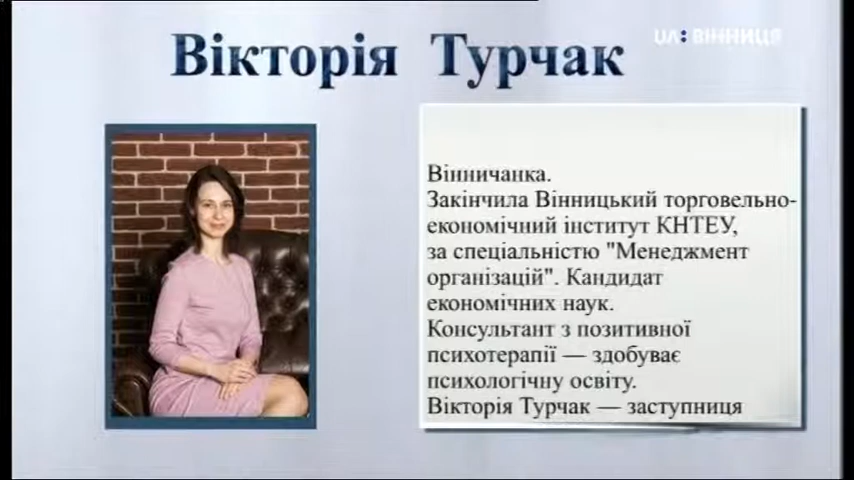 Вікторія Турчак
UA: ВІННИЦЯ
Вінничанка.
Закінчила Вінницький торговельно-
економічний інститут КНТЕУ,
за спеціальністю "Менеджмент
організацій". Кандидат
економічних наук.
Консультант з позитивної
психотерапії — здобуває
психологічну освіту.
Вікторія Турчак — заступниця